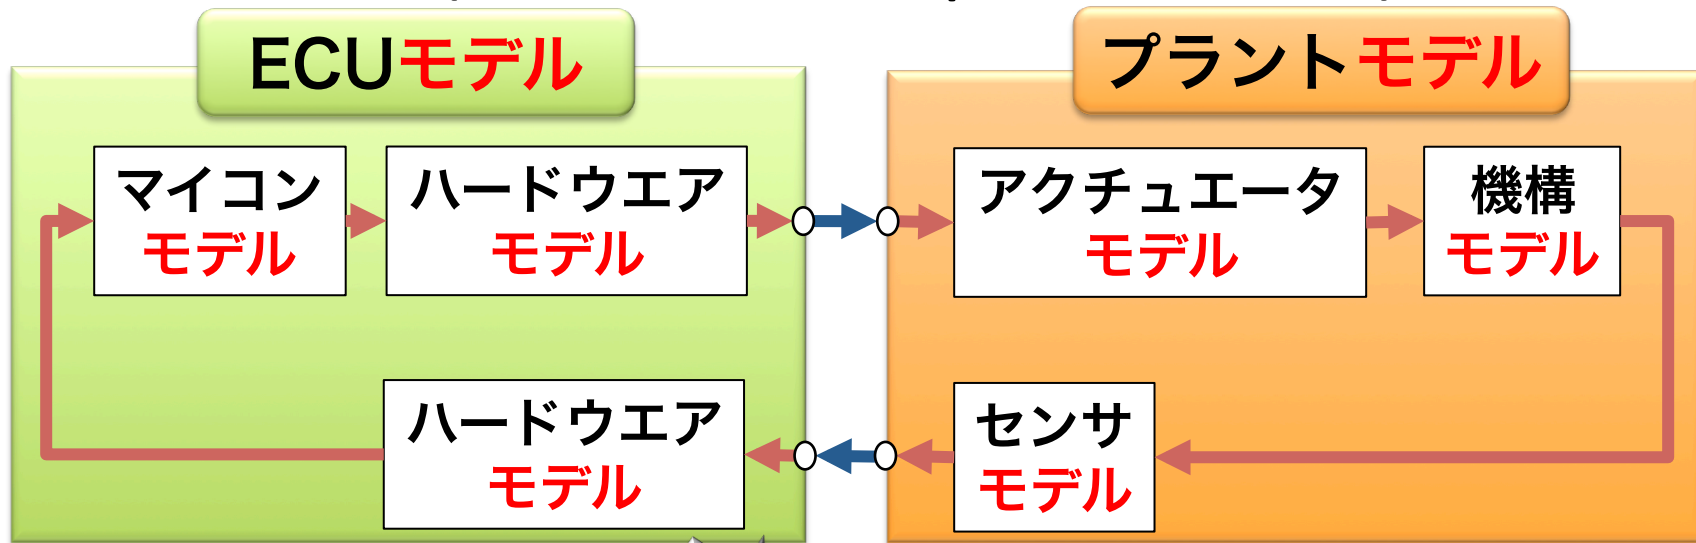 ECUモデル
プラントモデル
マイコン
モデル
ハードウエア
モデル
アクチュエータ
モデル
機構
モデル
ハードウエア
モデル
センサ
モデル